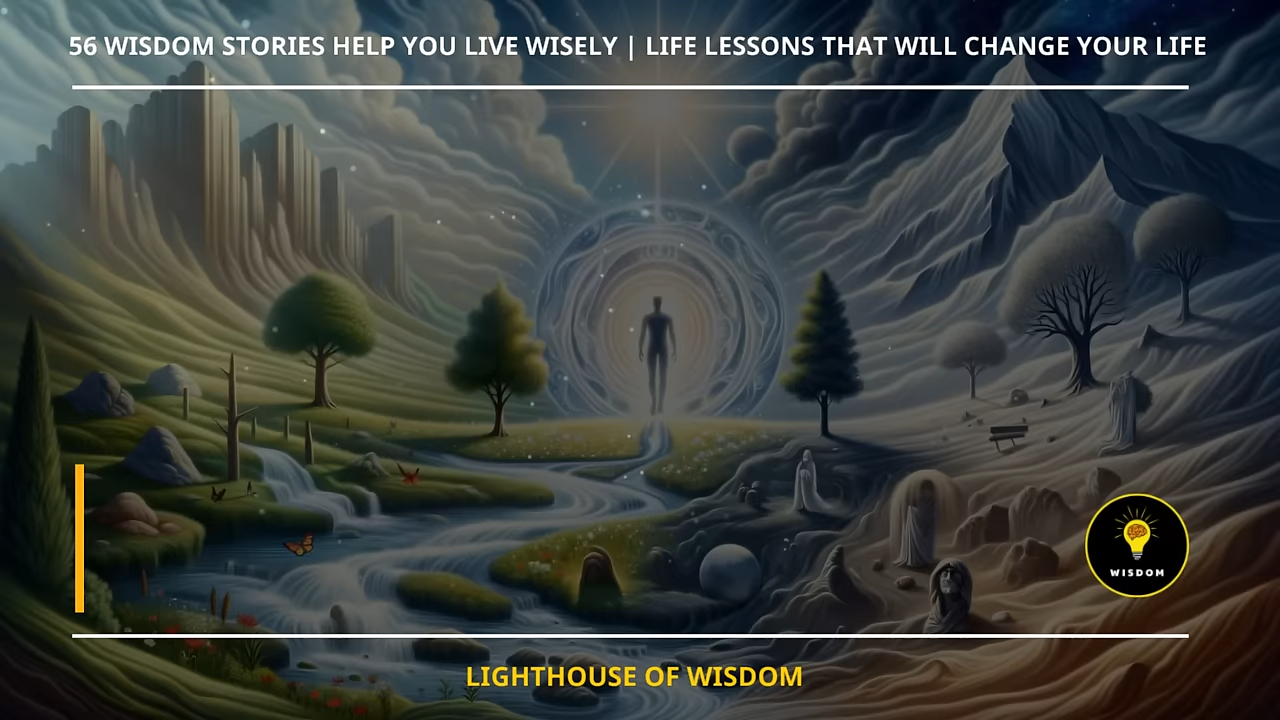 56 WISDOM STORIES HELP YOU LIVE WISELY | LIFE LESSONS THAT WILL CHANGE YOUR LIFE
WISDOM
LIGHTHOUSE OF WISDOM